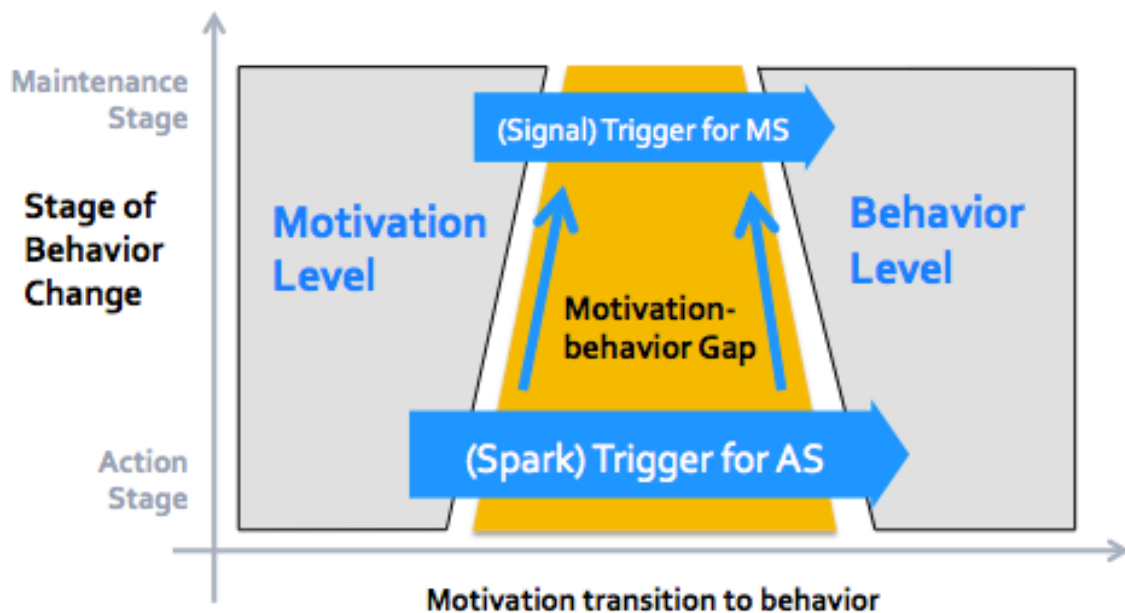 Maintenance
Stage
(Signal) Trigger for MS
Stage of
Behavior
Change
Motivation
Level
Behavior
Level
Motivation-
behavior Gap
Action
Stage
(Spark) Trigger for AS
Motivation transition to behavior